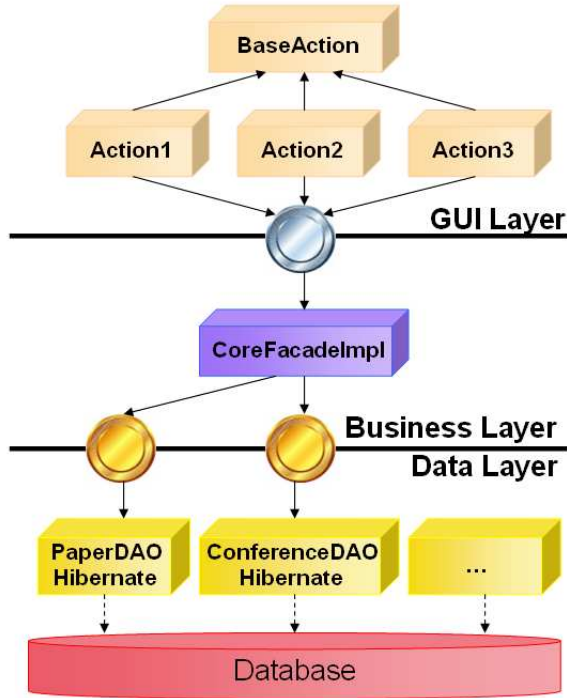 BaseAction
Action1
Action2
Action3
GUI Layer
CoreFacadeImpl
Business Layer
Data Layer
PaperDAO
Hibernate
ConferenceDAO
Hibernate
...
Database